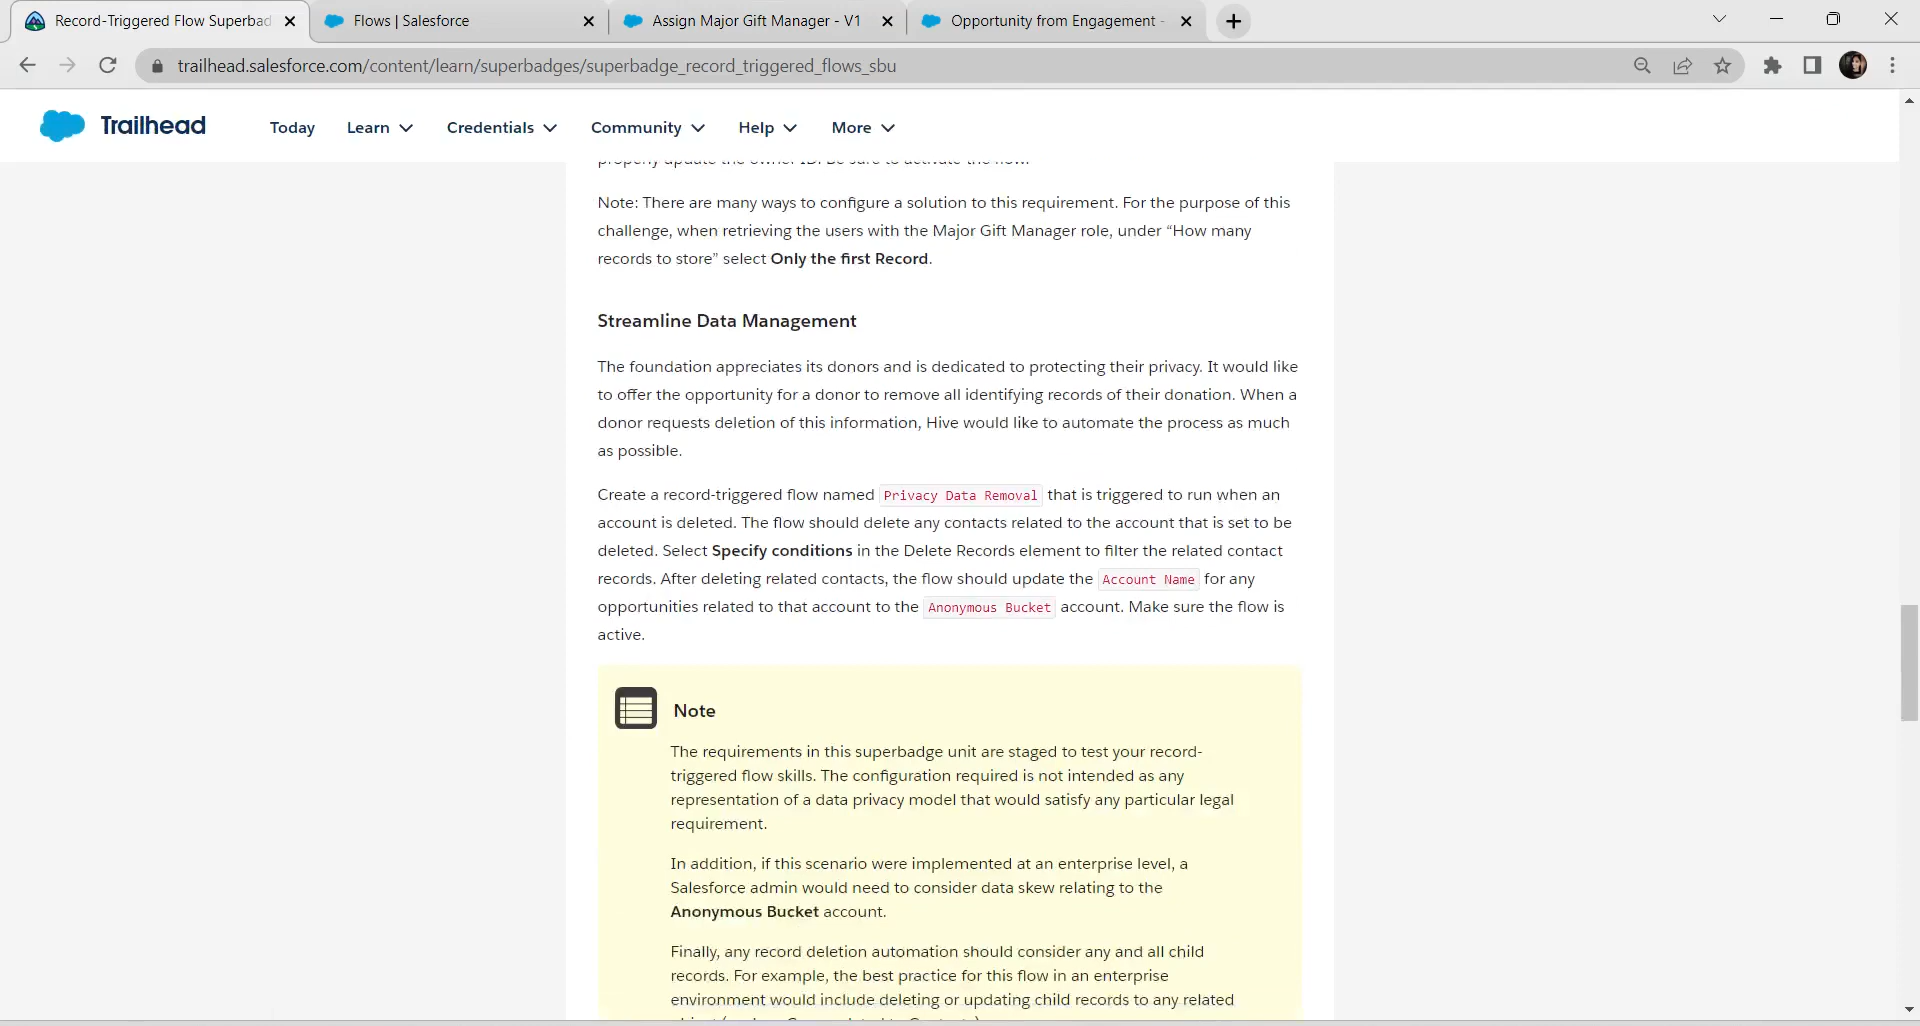 Record-Triggered Flow Superbad
Flows | Salesforce
Assign Major Gift Manager - V1
Opportunity from Engagement -
trailhead.salesforce.com/content/learn/superbadges/superbadge_record_triggered_flows_sbu
Trailhead
Today
Learn
Credentials
Community
Help
More
properly update the owner ID. Be sure to activate the flow.
Note: There are many ways to configure a solution to this requirement. For the purpose of this
challenge, when retrieving the users with the Major Gift Manager role, under “How many
records to store” select Only the first Record.
Streamline Data Management
The foundation appreciates its donors and is dedicated to protecting their privacy. It would like
to offer the opportunity for a donor to remove all identifying records of their donation. When a
donor requests deletion of this information, Hive would like to automate the process as much
as possible.
Create a record-triggered flow named Privacy Data Removal that is triggered to run when an
account is deleted. The flow should delete any contacts related to the account that is set to be
deleted. Select Specify conditions in the Delete Records element to filter the related contact
records. After deleting related contacts, the flow should update the Account Name for any
opportunities related to that account to the Anonymous Bucket account. Make sure the flow is
active.
Note
The requirements in this superbadge unit are staged to test your record-
triggered flow skills. The configuration required is not intended as any
representation of a data privacy model that would satisfy any particular legal
requirement.
In addition, if this scenario were implemented at an enterprise level, a
Salesforce admin would need to consider data skew relating to the
Anonymous Bucket account.
Finally, any record deletion automation should consider any and all child
records. For example, the best practice for this flow in an enterprise
environment would include deleting or updating child records to any related